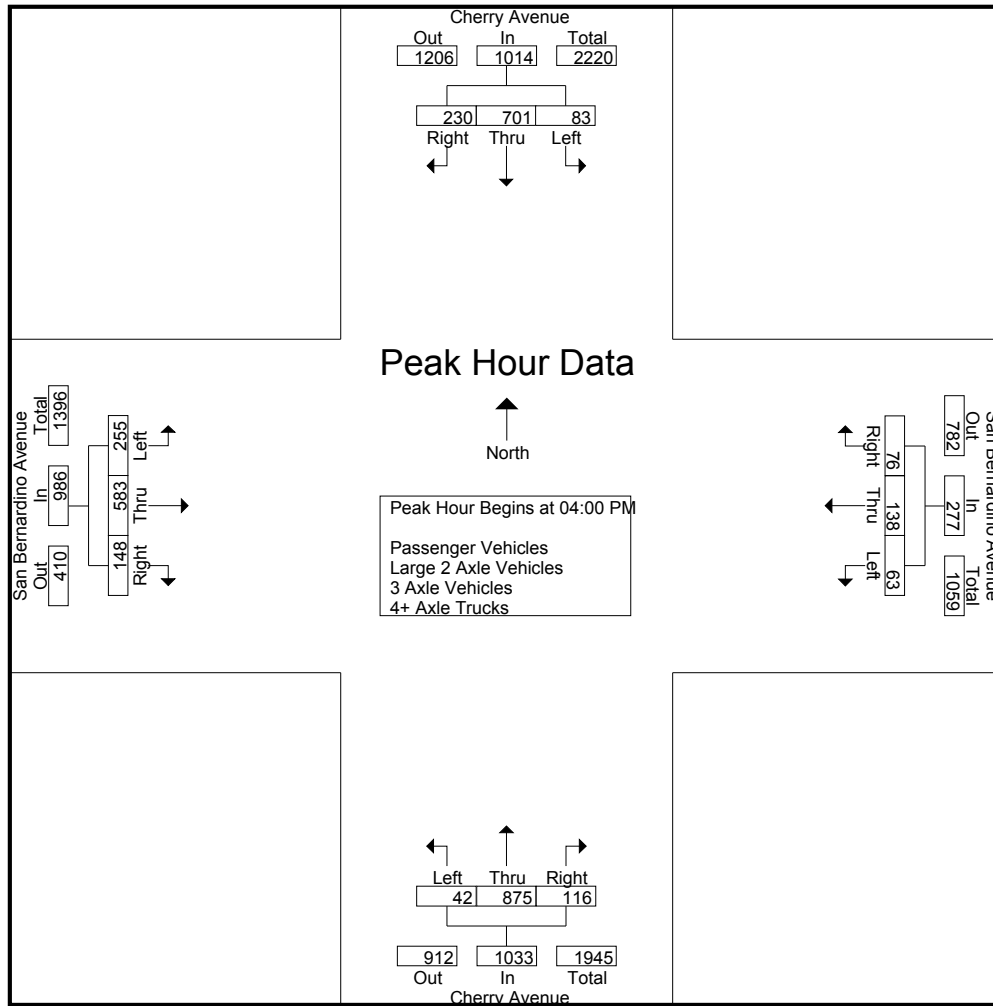 Cherry Avenue
Out In Total
1206 1014 2220
230 701 83
Right Thru Left
Peak Hour Data
North
Peak Hour Begins at 04:00 PM
Passenger Vehicles
Large 2 Axle Vehicles
3 Axle Vehicles
4+ Axle Trucks
San Bernardino Avenue
Out In Total
410 986 1396
148 583 255
Right Thru Left
San Bernardino Avenue
Out In Total
782 277 1059
76 138 63
Right Thru Left
Left Thru Right
42 875 116
912 1033 1945
Out In Total
Cherry Avenue